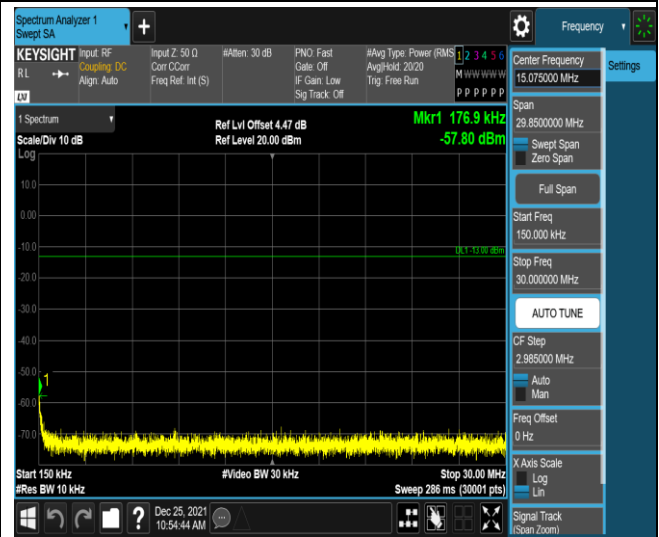 Spectrum Analyzer 1
Swept SA
+
Frequency
KEYSIGHT
RL
LXI
Input: RF
Coupling: DC
Align: Auto
Input Z: 50 Ω
Corr CCorr
Freq Ref: Int (S)
#Atten: 30 dB
PNO: Fast
Gate: Off
IF Gain: Low
Sig Track: Off
#Avg Type: Power (RMS
Avg|Hold: 20/20
Trig: Free Run
1 2 3 4 5 6
M W W W W W
P P P P P P
1 Spectrum
Scale/Div 10 dB
Log
Ref Lvl Offset 4.47 dB
Ref Level 20.00 dBm
Mkr1 176.9 kHz
-57.80 dBm
10.0
0.00
-10.0
DL1 -13.00 dBm
-20.0
-30.0
-40.0
-50.0
1
-60.0
-70.0
Start 150 kHz
#Res BW 10 kHz
#Video BW 30 kHz
Stop 30.00 MHz
Sweep 286 ms (30001 pts)
?
Dec 25, 2021
10:54:44 AM
Center Frequency
15.075000 MHz
Settings
Span
29.8500000 MHz
Swept Span
Zero Span
Full Span
Start Freq
150.000 kHz
Stop Freq
30.000000 MHz
AUTO TUNE
CF Step
2.985000 MHz
Auto
Man
Freq Offset
0 Hz
X Axis Scale
Log
Lin
Signal Track
(Span Zoom)